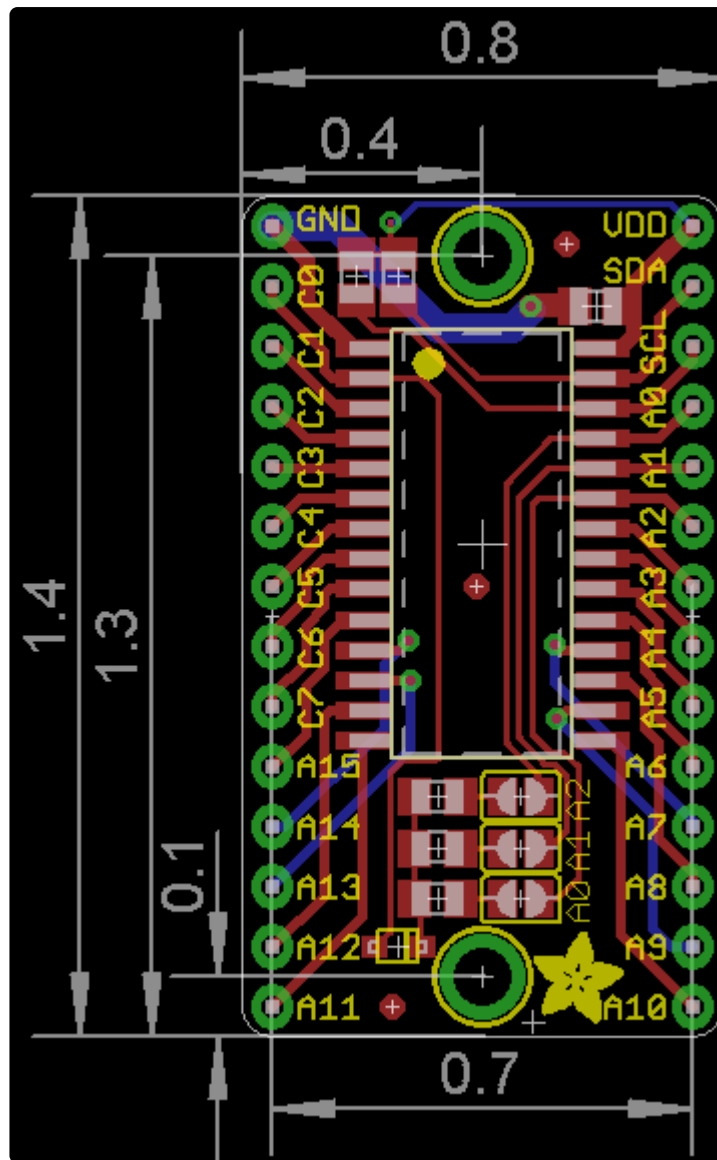 0.8
0.4
GND VDD
C0 SDA
C1 SCL
C2 A0
C3 A1
C4 A2
C5 A3
C6 A4
C7 A5
A15 A6
A14 A7
A13 A8
A12 A9
A11 A10
A2
A1
A0
1.4
1.3
0.1
0.7